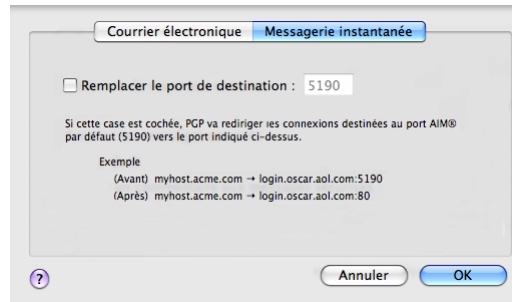 Courrier électronique Messagerie instantanée
Remplacer le port de destination : 5190
Si cette case est cochée, PGP va rediriger les connexions destinées au port AIM®
par défaut (5190) vers le port indiqué ci-dessus.
Exemple
(Avant) myhost.acme.com → login.oscar.aol.com:5190
(Après) myhost.acme.com → login.oscar.aol.com:80
? Annuler OK